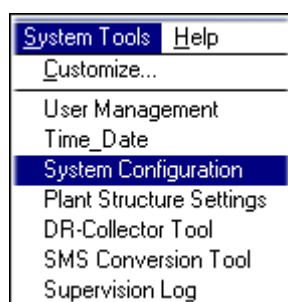 System Tools Help
Customize...
User Management
Time_Date
System Configuration
Plant Structure Settings
DR-Collector Tool
SMS Conversion Tool
Supervision Log